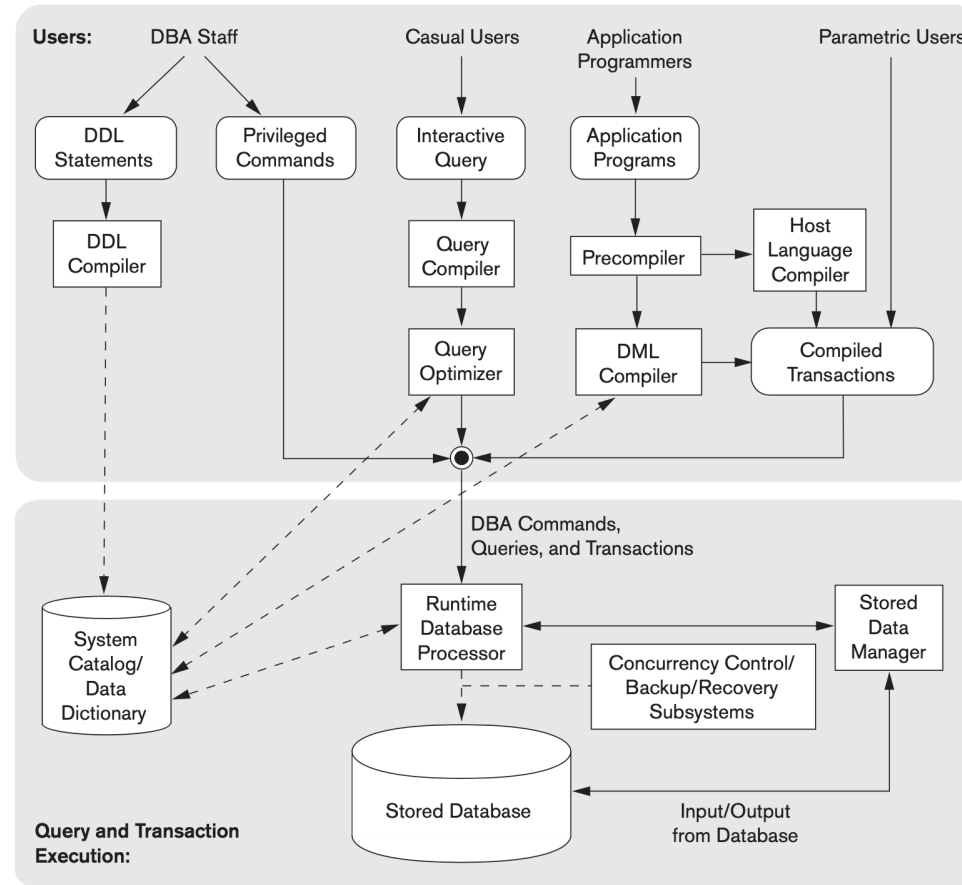 Users:
DBA Staff
Casual Users
Application
Programmers
Parametric Users
DDL
Statements
Privileged
Commands
Interactive
Query
Application
Programs
DDL
Compiler
Query
Compiler
Precompiler
Host
Language
Compiler
Query
Optimizer
DML
Compiler
Compiled
Transactions
DBA Commands,
Queries, and Transactions
System
Catalog/
Data
Dictionary
Runtime
Database
Processor
Stored
Data
Manager
Concurrency Control/
Backup/Recovery
Subsystems
Stored Database
Input/Output
from Database
Query and Transaction
Execution: